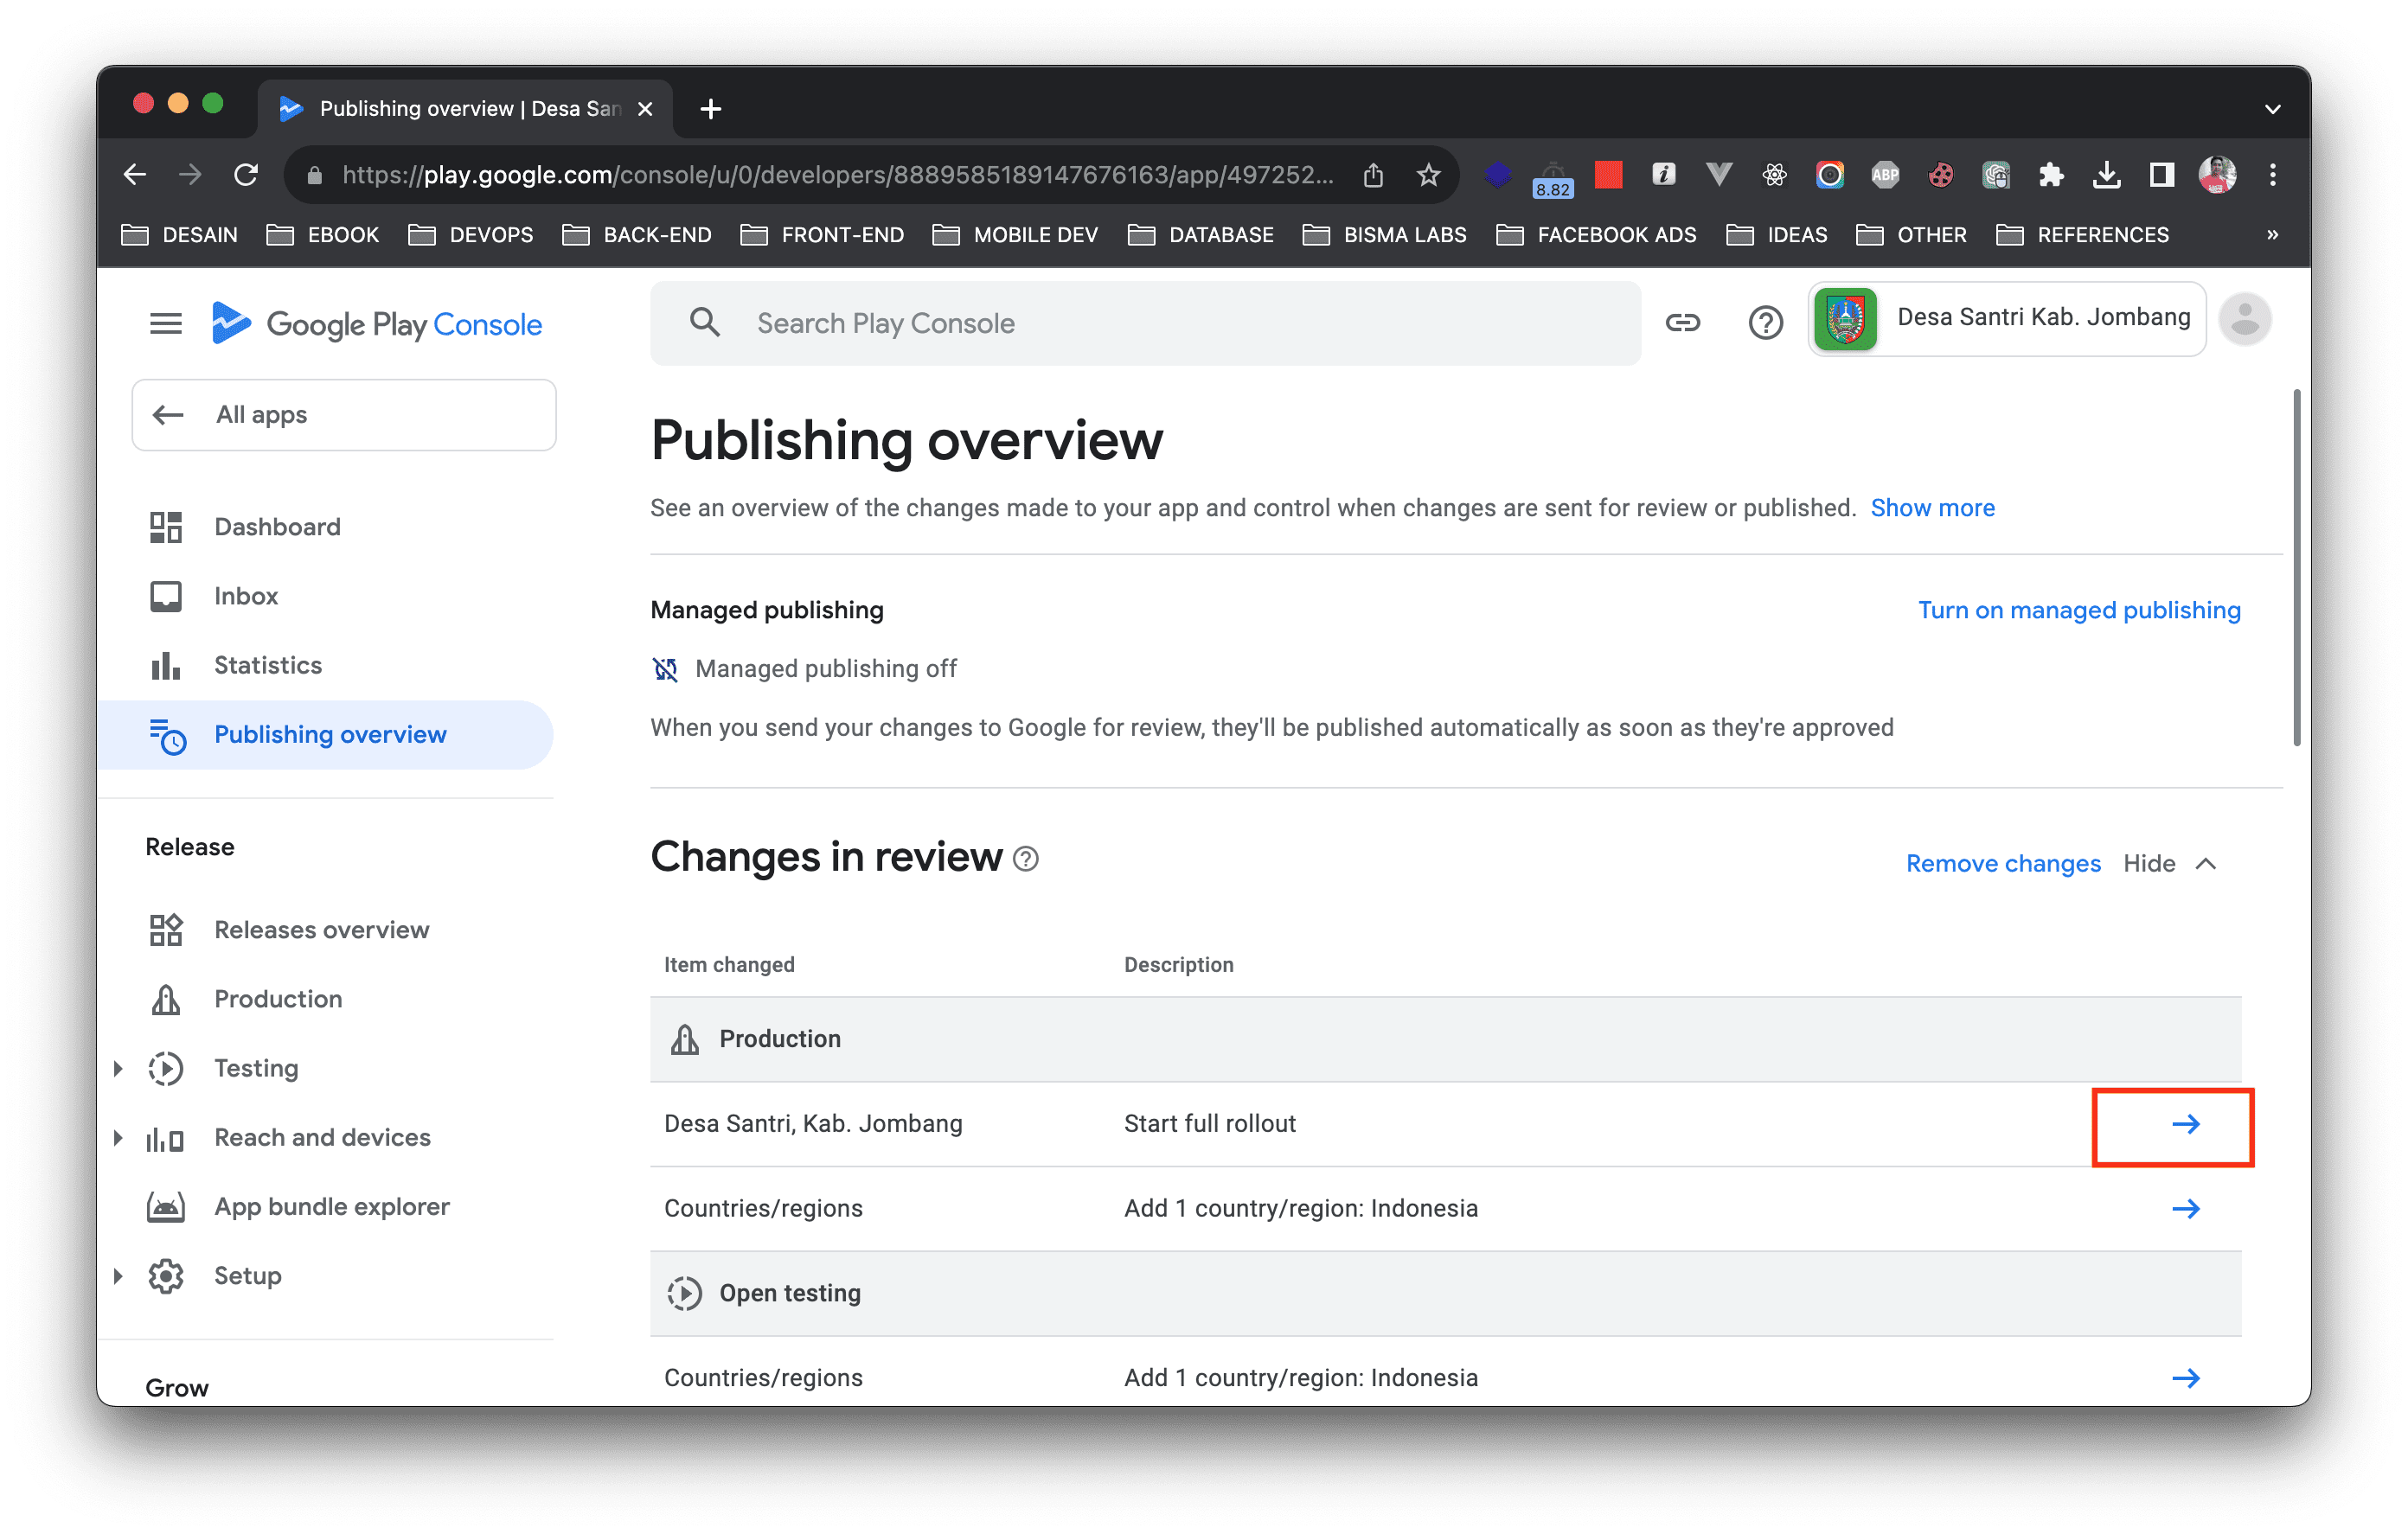 Publishing overview | Desa San
https://play.google.com/console/u/0/developers/8889585189147676163/app/497252...
8.82
ABP
DESAIN EBOOK DEVOPS BACK-END FRONT-END MOBILE DEV DATABASE BISMA LABS FACEBOOK ADS IDEAS OTHER REFERENCES »
Google Play Console
Search Play Console
Desa Santri Kab. Jombang
All apps
Dashboard
Inbox
Statistics
Publishing overview
Release
Releases overview
Production
Testing
Reach and devices
App bundle explorer
Setup
Grow
Publishing overview
See an overview of the changes made to your app and control when changes are sent for review or published. Show more
Managed publishing
Turn on managed publishing
Managed publishing off
When you send your changes to Google for review, they'll be published automatically as soon as they're approved
Changes in review
Remove changes Hide
Item changed Description
Production
Desa Santri, Kab. Jombang Start full rollout
Countries/regions Add 1 country/region: Indonesia
Open testing
Countries/regions Add 1 country/region: Indonesia